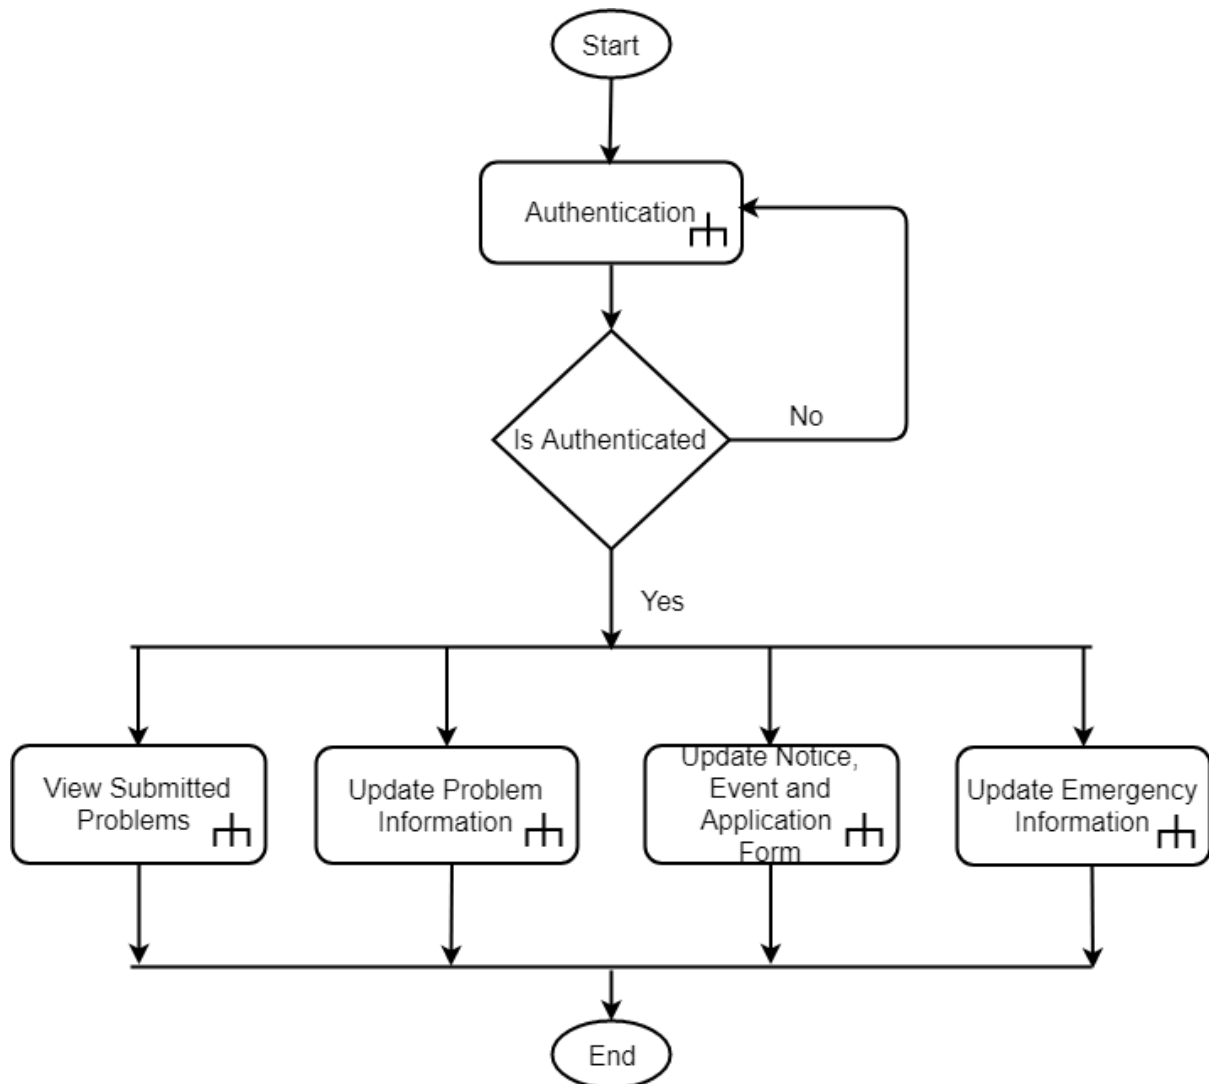 Start
Authentication
Is Authenticated
No
Yes
View Submitted
Problems
Update Problem
Information
Update Notice,
Event and
Application
Form
Update Emergency
Information
End